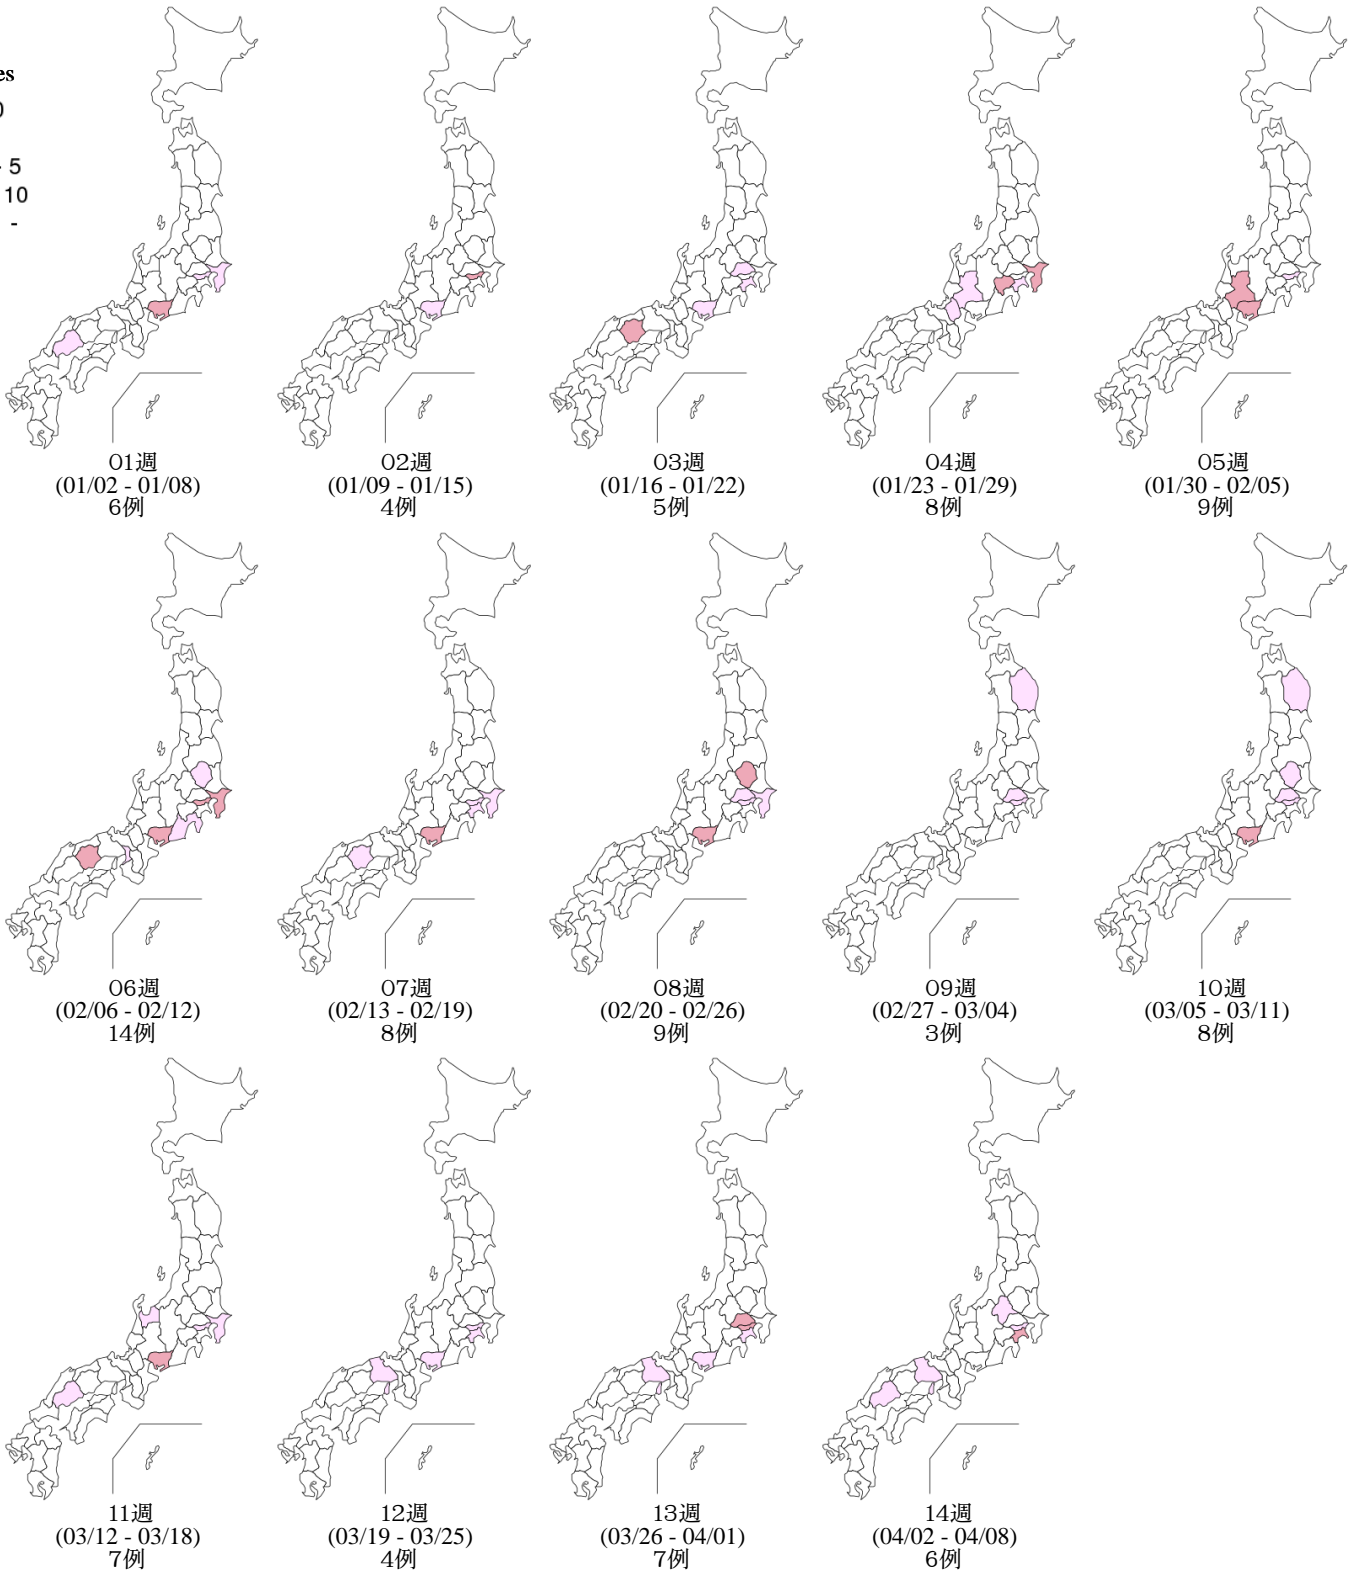 es
0
- 5
10
-
01週
(01/02 - 01/08)
6例
02週
(01/09 - 01/15)
4例
03週
(01/16 - 01/22)
5例
04週
(01/23 - 01/29)
8例
05週
(01/30 - 02/05)
9例
06週
(02/06 - 02/12)
14例
07週
(02/13 - 02/19)
8例
08週
(02/20 - 02/26)
9例
09週
(02/27 - 03/04)
3例
10週
(03/05 - 03/11)
8例
11週
(03/12 - 03/18)
7例
12週
(03/19 - 03/25)
4例
13週
(03/26 - 04/01)
7例
14週
(04/02 - 04/08)
6例